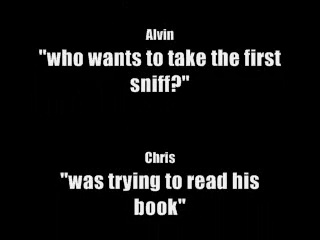 Alvin
"who wants to take the first
sniff?"
Chris
"was trying to read his
book"